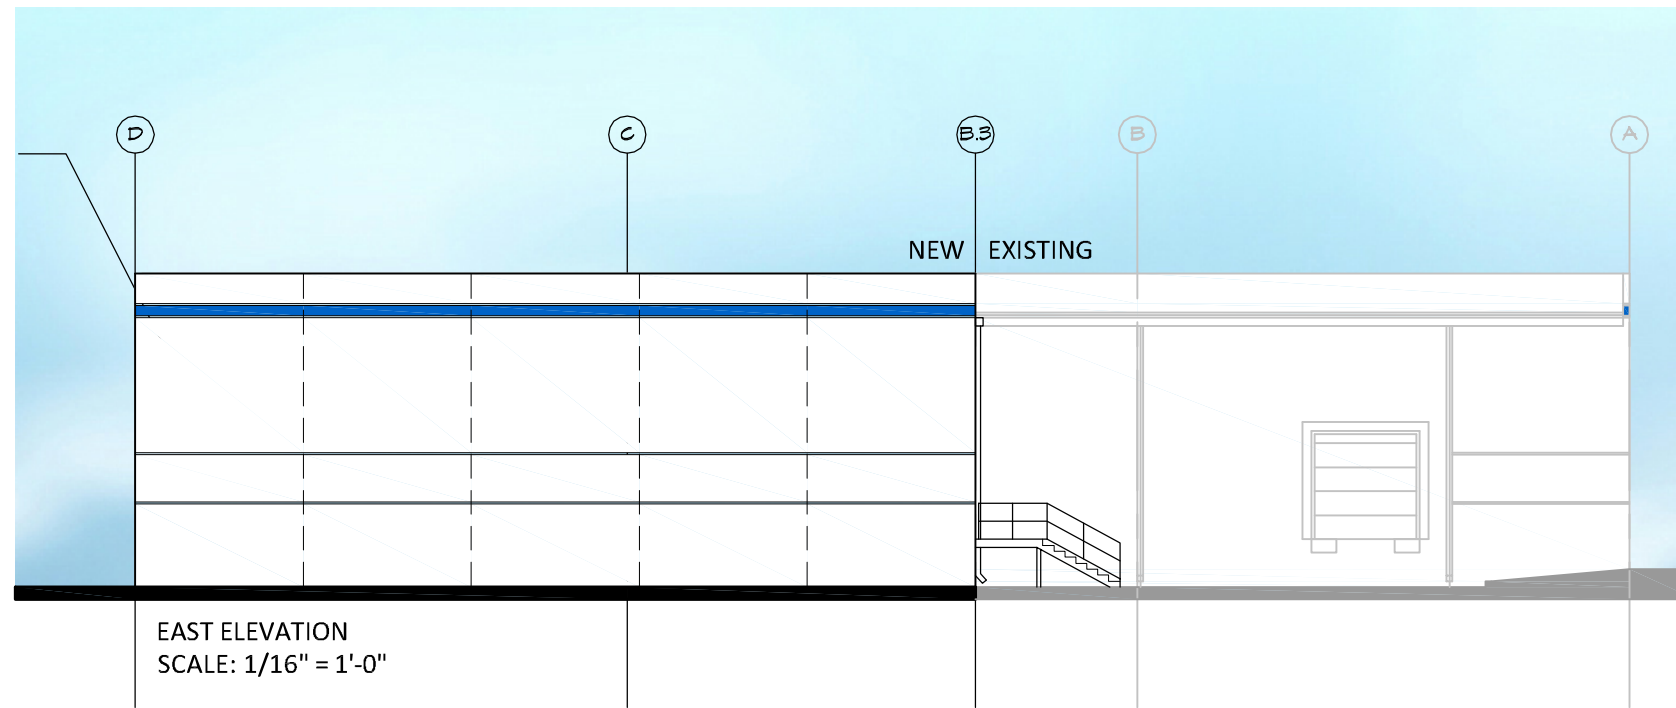 D
C
B.3
B
A
NEW
EXISTING
EAST ELEVATION
SCALE: 1/16" = 1'-0"